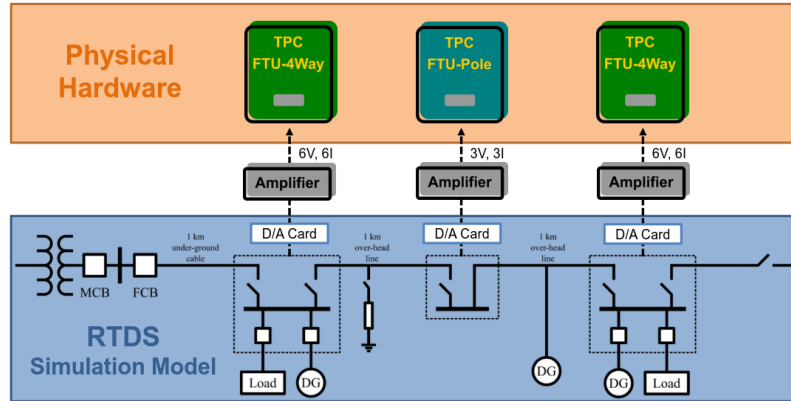 Physical
Hardware
TPC
FTU-4Way
TPC
FTU-Pole
TPC
FTU-4Way
6V, 6I
3V, 3I
6V, 6I
Amplifier
Amplifier
Amplifier
D/A Card
D/A Card
D/A Card
1 km
under-ground
cable
1 km
over-head
line
1 km
over-head
line
MCB
FCB
RTDS
Simulation Model
Load
DG
DG
DG
Load